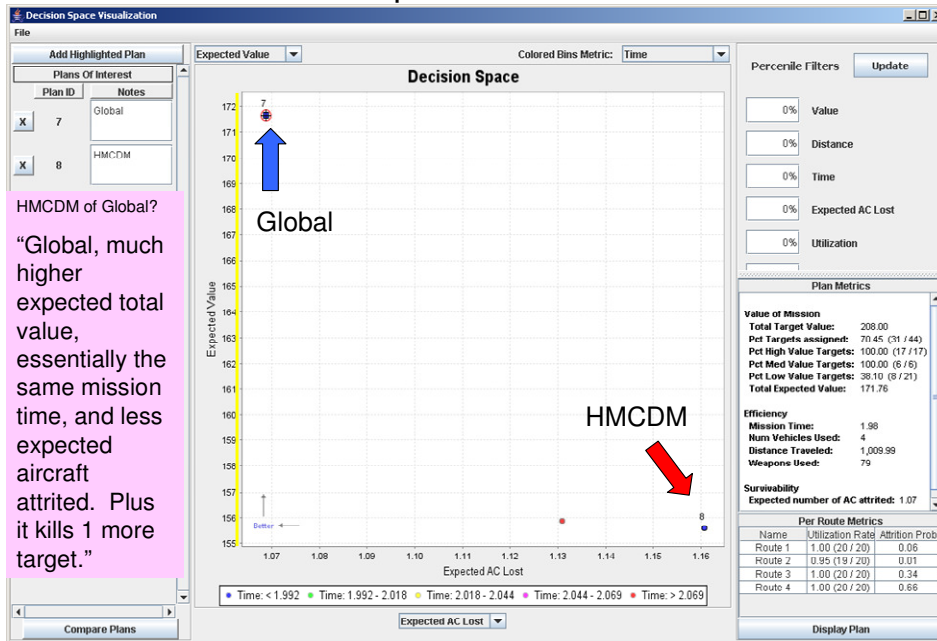 Decision Space Visualization
File
Add Highlighted Plan
Plans Of Interest
Plan ID Notes
X 7 Global
X 8 HMCDM
HMCDM of Global?
“Global, much
higher
expected total
value,
essentially the
same mission
time, and less
expected
aircraft
attrited. Plus
it kills 1 more
target.”
Compare Plans
Expected Value
Colored Bins Metric: Time
Decision Space
172
171
170
169
168
167
166
165
164
163
162
161
160
159
158
157
156
155
Expected Value
7
Global
HMCDM
8
Better
1.07 1.08 1.09 1.10 1.11 1.12 1.13 1.14 1.15 1.16
Expected AC Lost
Time: < 1.992 Time: 1.992 - 2.018 Time: 2.018 - 2.044 Time: 2.044 - 2.069 Time: > 2.069
Expected AC Lost
Percenile Filters Update
0% Value
0% Distance
0% Time
0% Expected AC Lost
0% Utilization
Plan Metrics
Value of Mission
Total Target Value: 208.00
Pct Targets assigned: 70.45 (31 / 44)
Pct High Value Targets: 100.00 (17 / 17)
Pct Med Value Targets: 100.00 (6 / 6)
Pct Low Value Targets: 38.10 (8 / 21)
Total Expected Value: 171.76
Efficiency
Mission Time: 1.98
Num Vehicles Used: 4
Distance Traveled: 1,009.99
Weapons Used: 79
Survivability
Expected number of AC attrited: 1.07
Per Route Metrics
Name Utilization Rate Attrition Prob
Route 1 1.00 (20 / 20) 0.06
Route 2 0.95 (19 / 20) 0.01
Route 3 1.00 (20 / 20) 0.34
Route 4 1.00 (20 / 20) 0.66
Display Plan